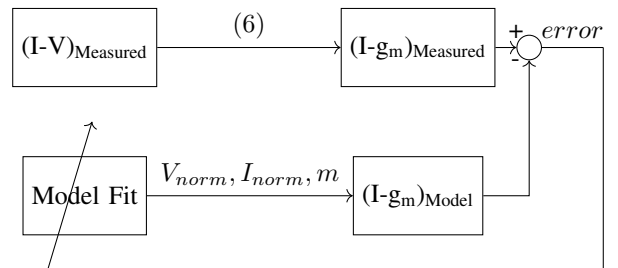 (6)
(I-V)Measured
(I-gm)Measured
+
-
error
Vnorm, Inorm, m
Model Fit
(I-gm)Model